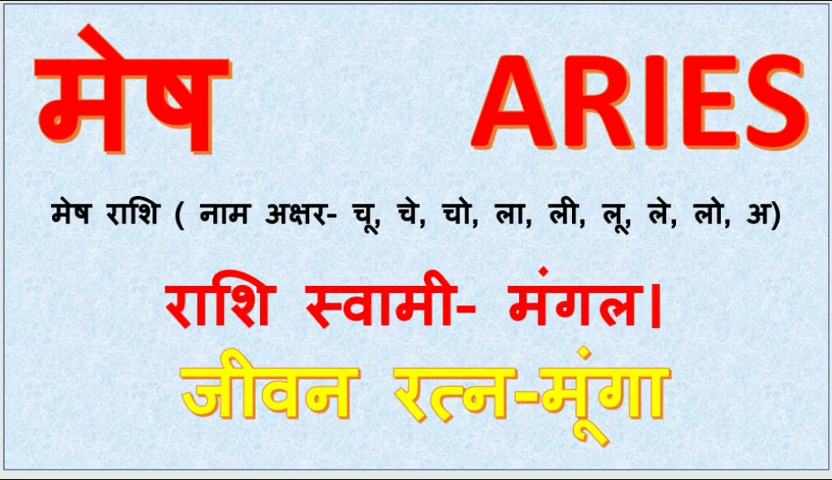 मेष ARIES
मेष राशि ( नाम अक्षर- चू, चे, चो, ला, ली, लू, ले, लो, अ)
राशि स्वामी- मंगल।
जीवन रत्न-मूंगा